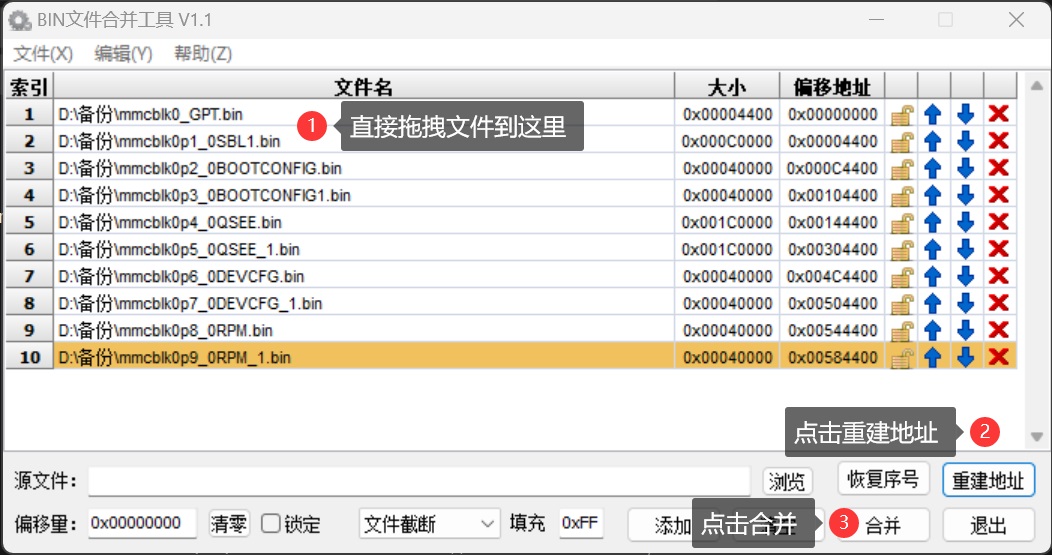 BIN文件合并工具 V1.1
文件(X) 编辑(Y) 帮助(Z)
索引 文件名 大小 偏移地址
1 D:\备份\mmcblk0_GPT.bin 0x00004400 0x00000000
1 直接拖拽文件到这里
2 D:\备份\mmcblk0p1_0SBL1.bin 0x000C0000 0x00004400
3 D:\备份\mmcblk0p2_0BOOTCONFIG.bin 0x00040000 0x000C4400
4 D:\备份\mmcblk0p3_0BOOTCONFIG1.bin 0x00040000 0x00104400
5 D:\备份\mmcblk0p4_0QSEE.bin 0x001C0000 0x00144400
6 D:\备份\mmcblk0p5_0QSEE_1.bin 0x001C0000 0x00304400
7 D:\备份\mmcblk0p6_0DEVCFG.bin 0x00040000 0x004C4400
8 D:\备份\mmcblk0p7_0DEVCFG_1.bin 0x00040000 0x00504400
9 D:\备份\mmcblk0p8_0RPM.bin 0x00040000 0x00544400
10 D:\备份\mmcblk0p9_0RPM_1.bin 0x00040000 0x00584400
点击重建地址 2
源文件： 浏览 恢复序号 重建地址
偏移量： 0x00000000 清零 锁定 文件截断 填充 0xFF 添加 点击合并 3 合并 退出